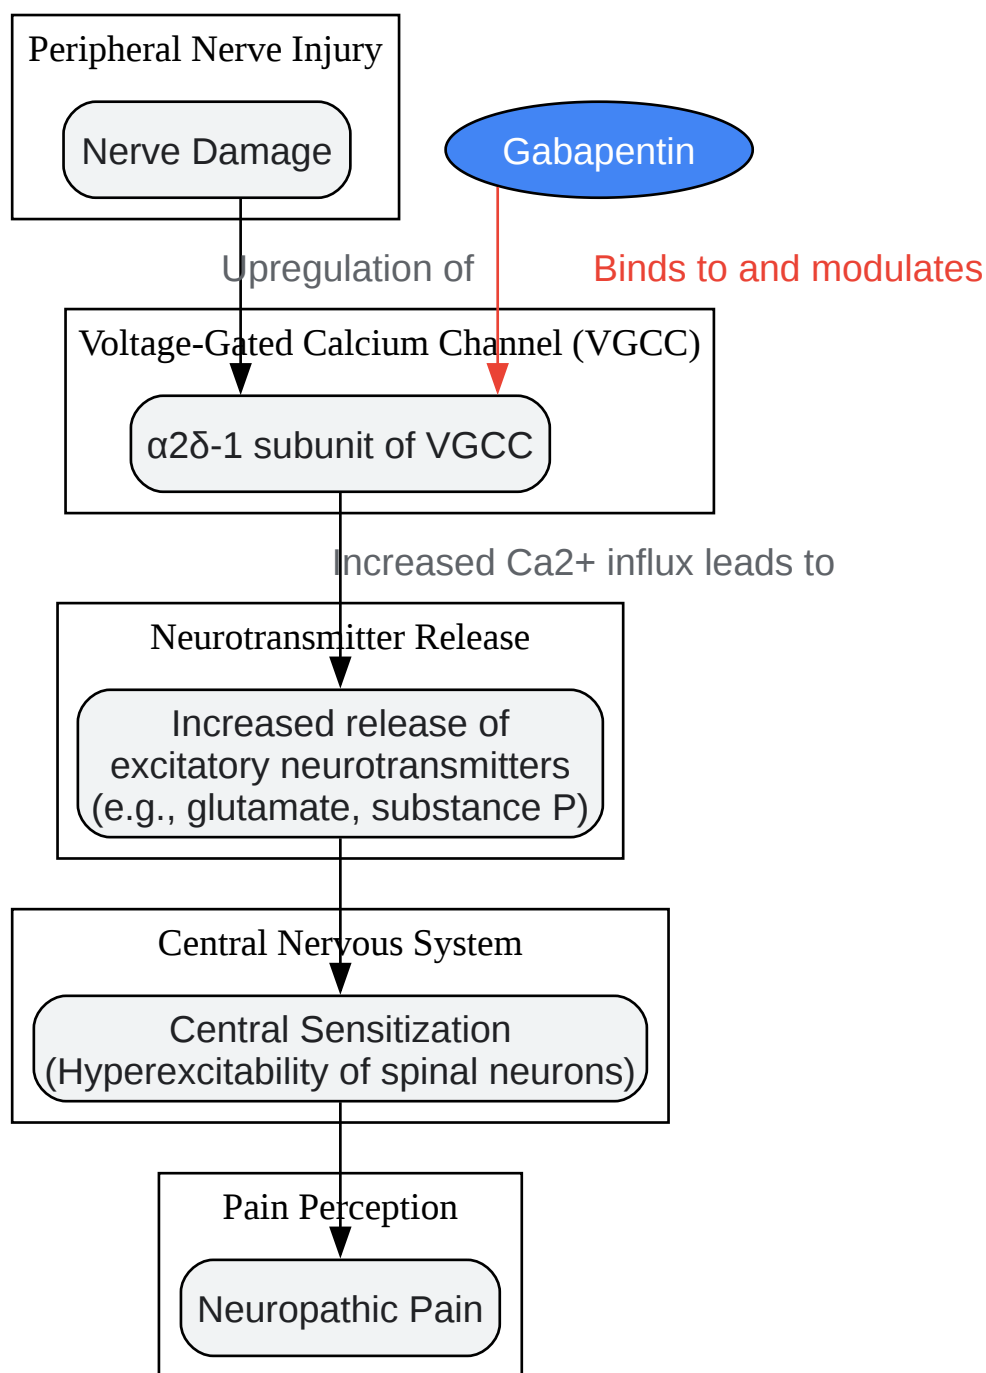 Peripheral Nerve Injury
Nerve Damage
Gabapentin
Upregulation of
Binds to and modulates
Voltage-Gated Calcium Channel (VGCC)
α2δ-1 subunit of VGCC
Increased Ca2+ influx leads to
Neurotransmitter Release
Increased release of
excitatory neurotransmitters
(e.g., glutamate, substance P)
Central Nervous System
Central Sensitization
(Hyperexcitability of spinal neurons)
Pain Perception
Neuropathic Pain